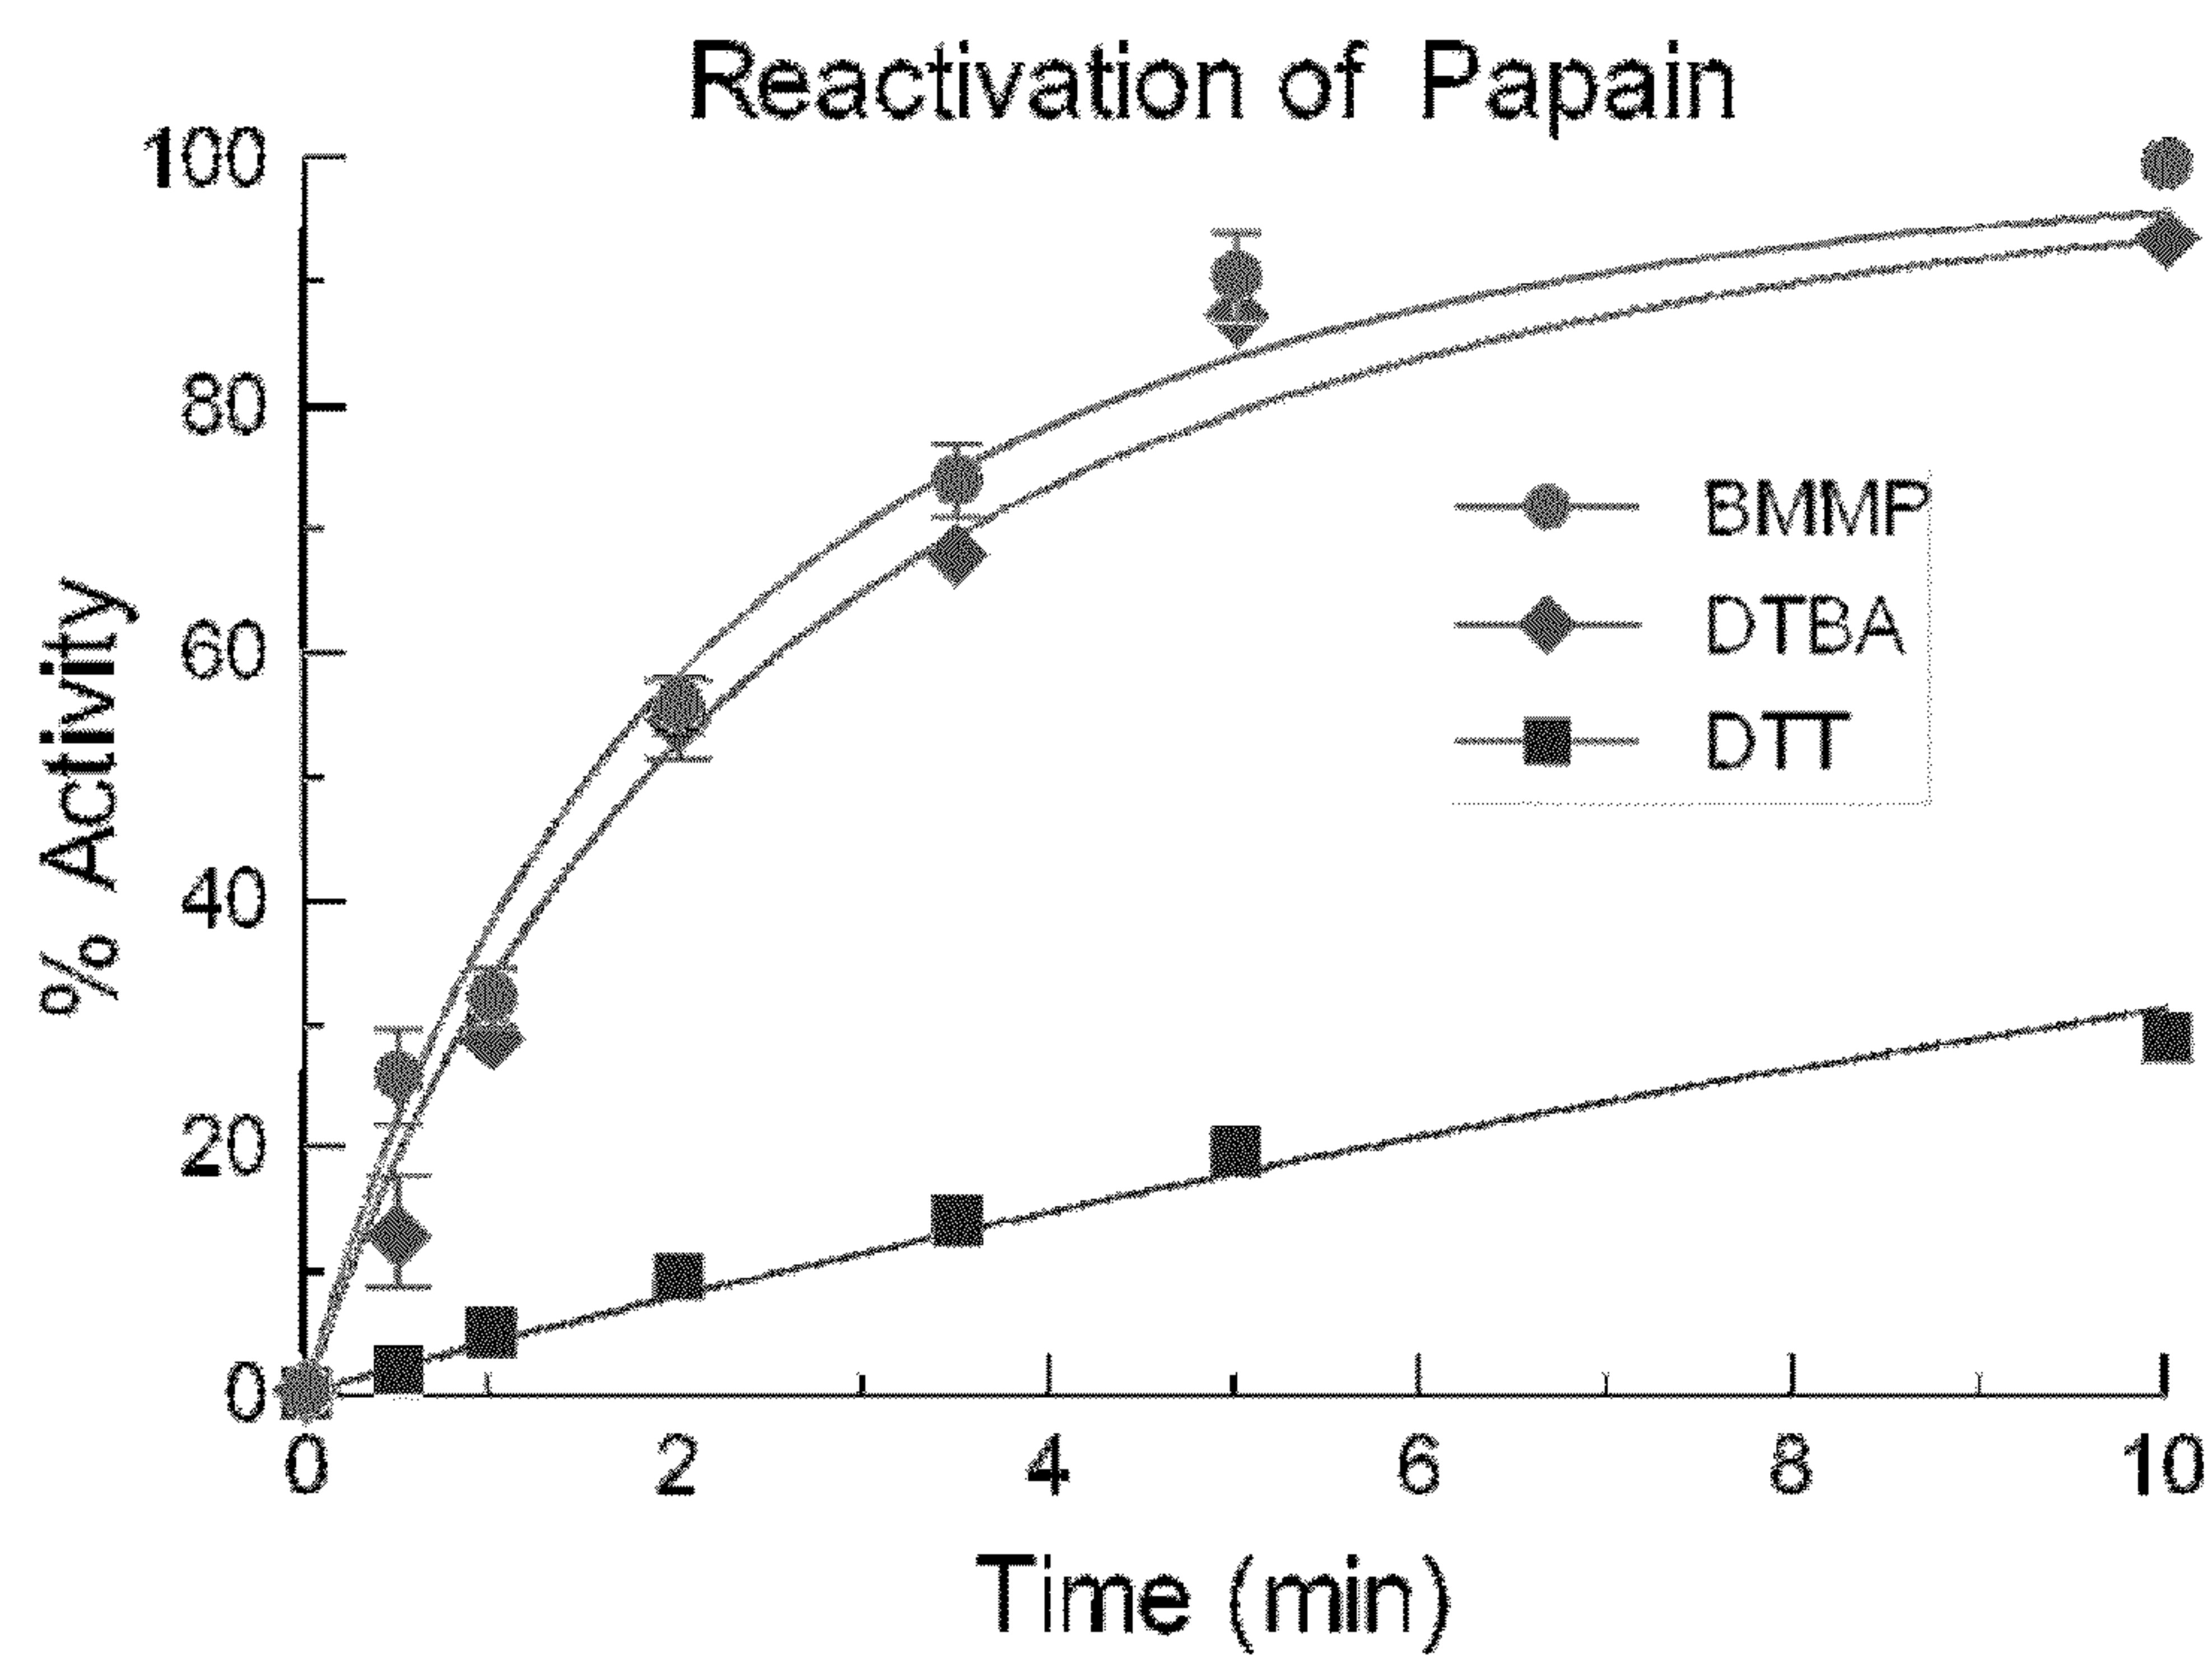 Reactivation of Papain
100
80
60
40
20
0
% Activity
BMMP
DTBA
DTT
0 2 4 6 8 10
Time (min)